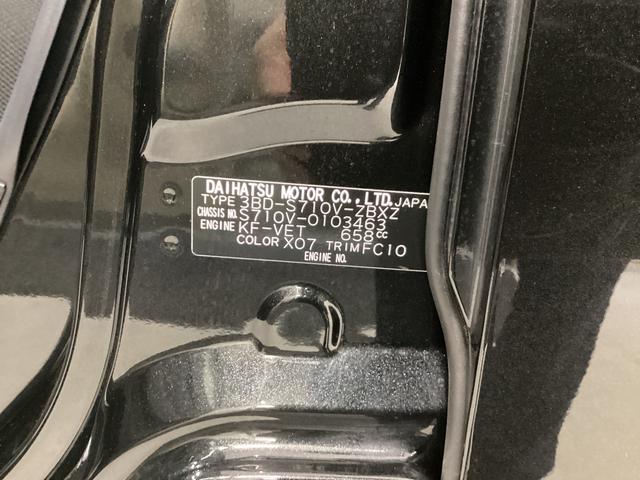 DAIHATSU MOTOR CO., LTD. JAPAN
TYPE 3BD-S710V-ZBXZ
CHASSIS NO. S710V-0103463
ENGINE KF-VET 658cc
COLOR X07 TRIM FC10
ENGINE NO.